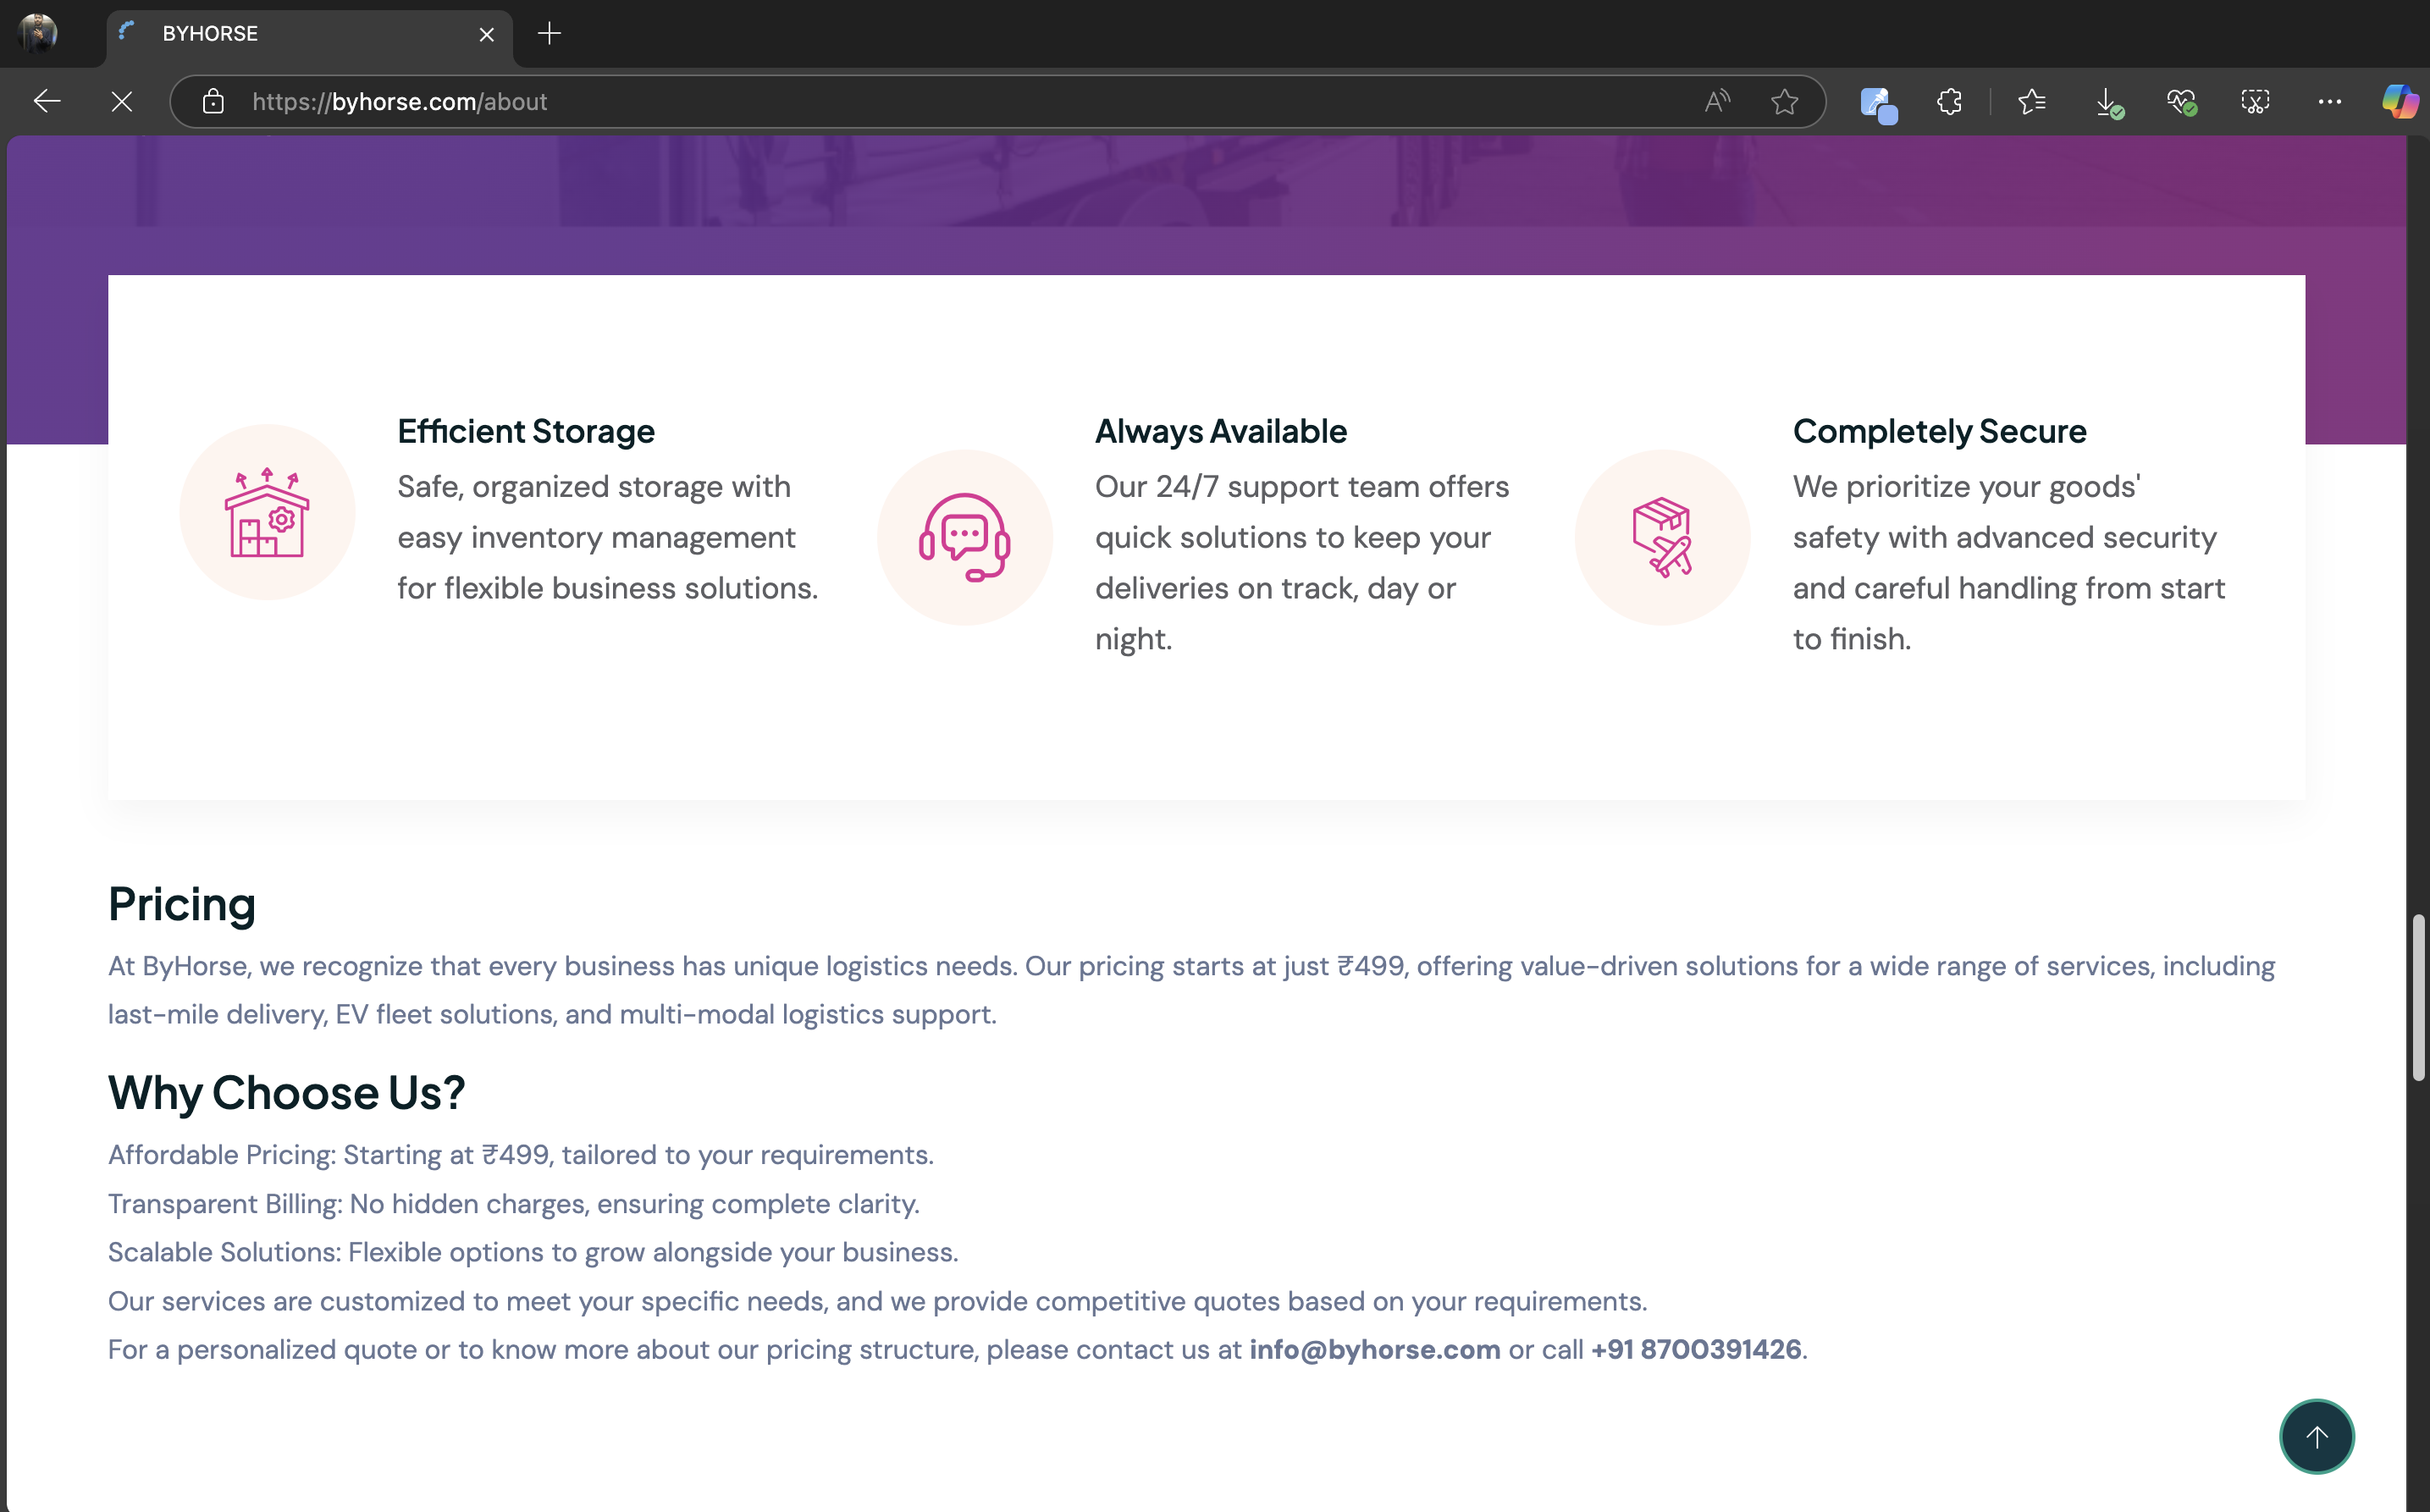 BYHORSE
https://byhorse.com/about
Efficient Storage
Safe, organized storage with
easy inventory management
for flexible business solutions.
Always Available
Our 24/7 support team offers
quick solutions to keep your
deliveries on track, day or
night.
Completely Secure
We prioritize your goods'
safety with advanced security
and careful handling from start
to finish.
Pricing
At ByHorse, we recognize that every business has unique logistics needs. Our pricing starts at just ₹499, offering value-driven solutions for a wide range of services, including
last-mile delivery, EV fleet solutions, and multi-modal logistics support.
Why Choose Us?
Affordable Pricing: Starting at ₹499, tailored to your requirements.
Transparent Billing: No hidden charges, ensuring complete clarity.
Scalable Solutions: Flexible options to grow alongside your business.
Our services are customized to meet your specific needs, and we provide competitive quotes based on your requirements.
For a personalized quote or to know more about our pricing structure, please contact us at info@byhorse.com or call +91 8700391426.